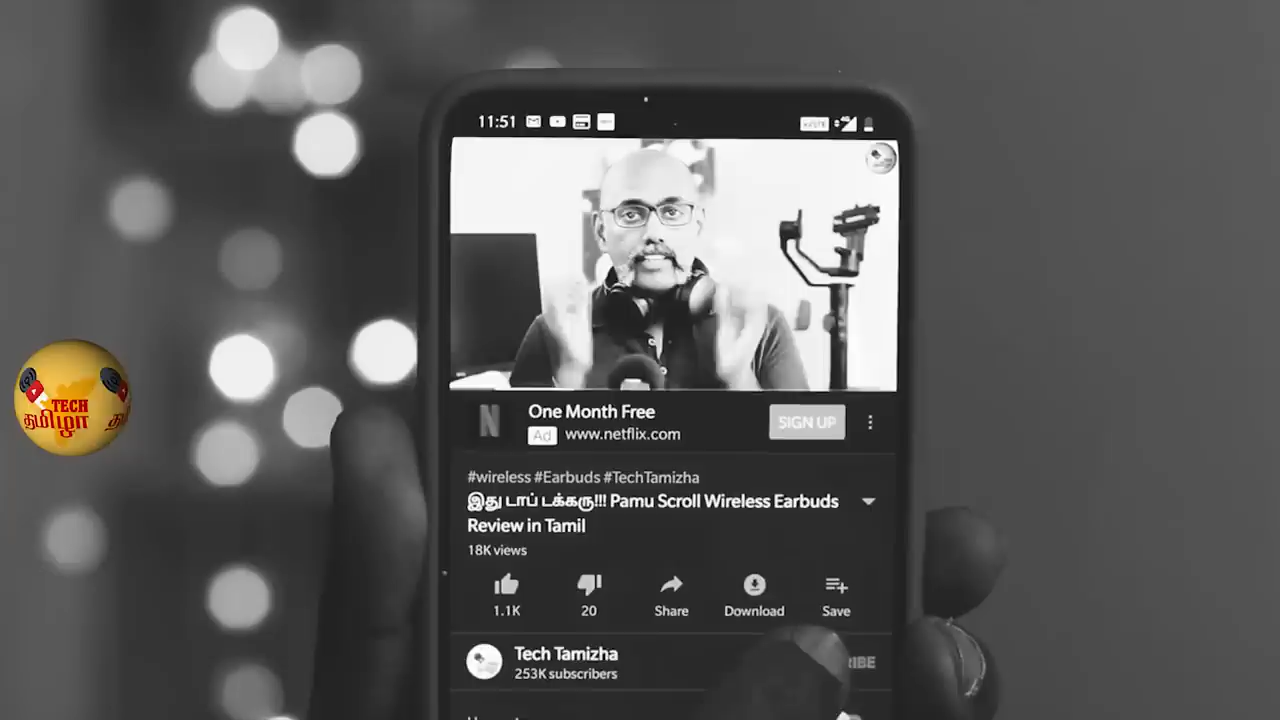 11:51
One Month Free
SIGN UP
Ad www.netflix.com
#wireless #Earbuds #TechTamizha
இது டாப் டக்கரு!!! Pamu Scroll Wireless Earbuds
Review in Tamil
18K views
1.1K 20 Share Download Save
Tech Tamizha
253K subscribers
TECH
தமிழா